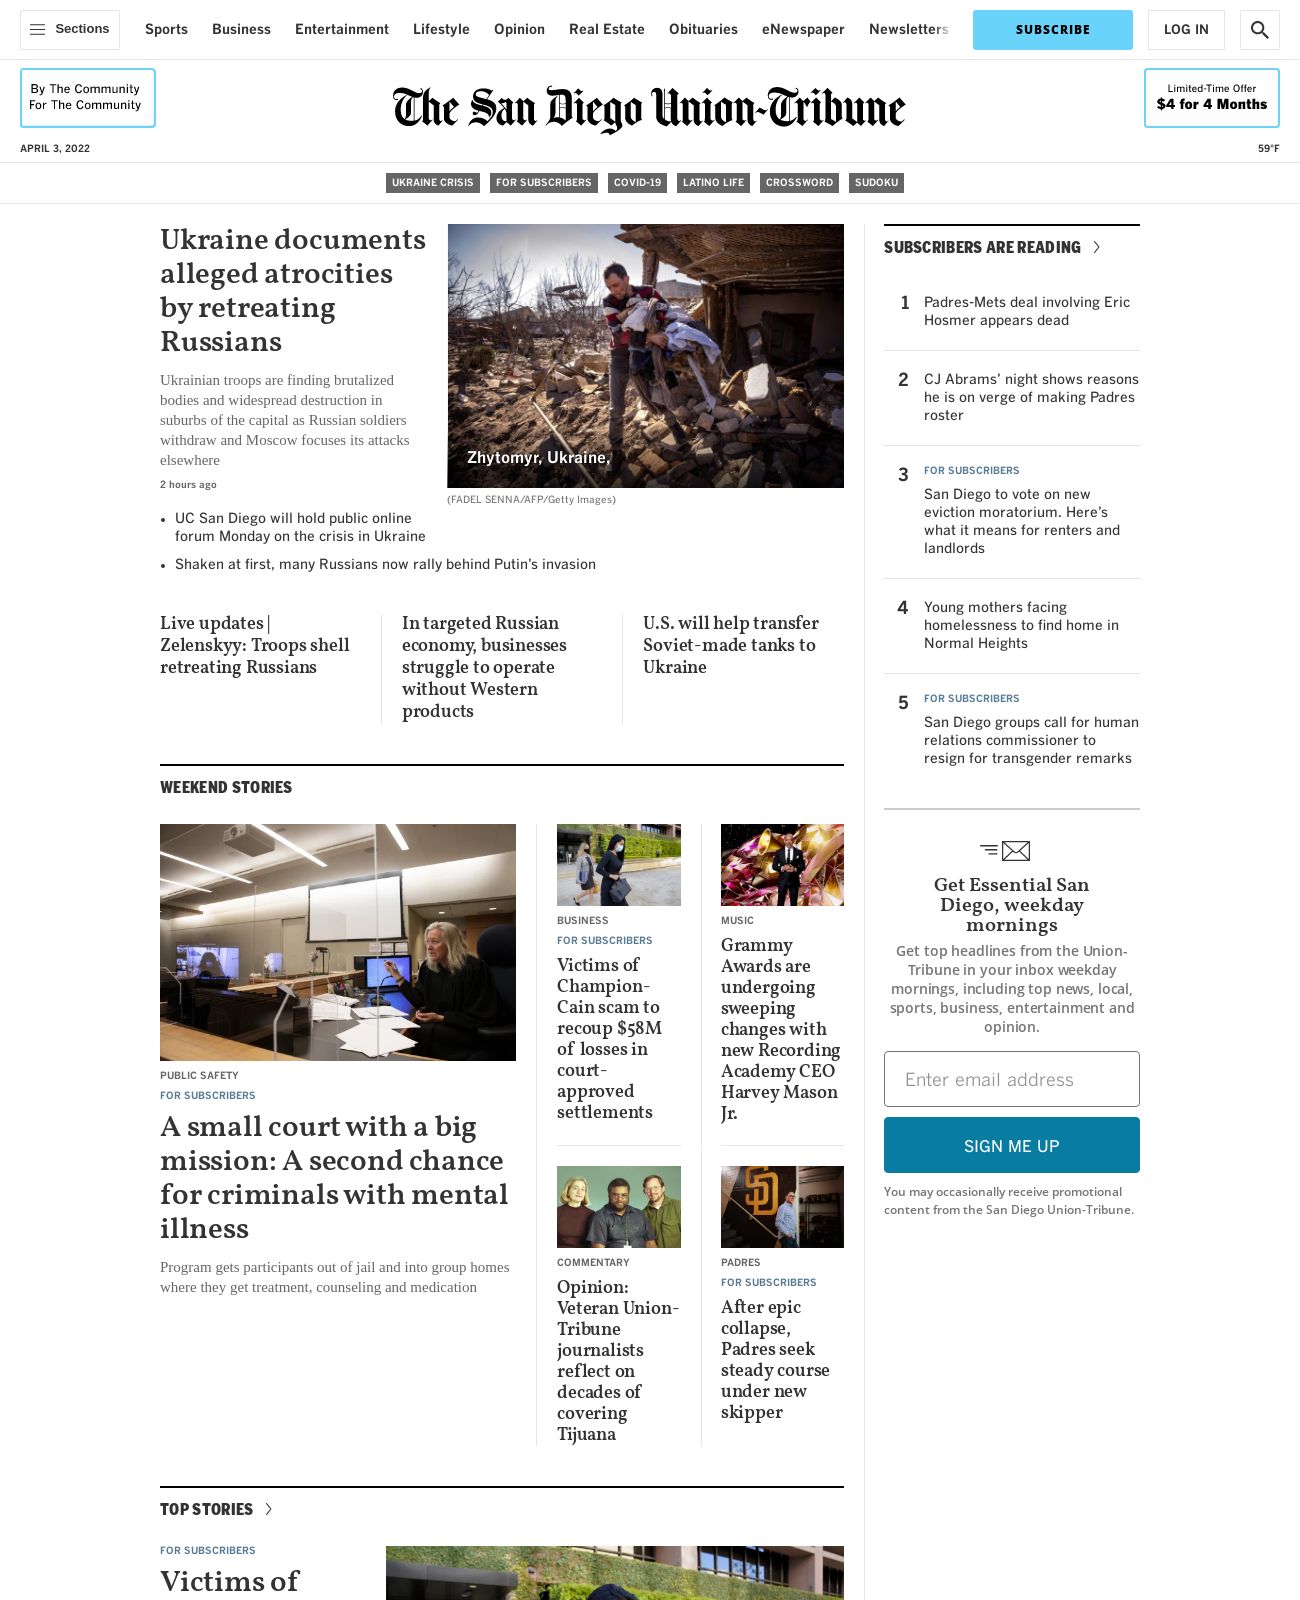 Sections
Sports
Business
Entertainment
Lifestyle
Opinion
Real Estate
Obituaries
eNewspaper
Newsletters
SUBSCRIBE
LOG IN
By The Community
For The Community
The San Diego Union-Tribune
Limited-Time Offer
$4 for 4 Months
APRIL 3, 2022
59°F
UKRAINE CRISIS
FOR SUBSCRIBERS
COVID-19
LATINO LIFE
CROSSWORD
SUDOKU
Ukraine documents
alleged atrocities
by retreating
Russians
Ukrainian troops are finding brutalized
bodies and widespread destruction in
suburbs of the capital as Russian soldiers
withdraw and Moscow focuses its attacks
elsewhere
2 hours ago
Zhytomyr, Ukraine,
(FADEL SENNA/AFP/Getty Images)
• UC San Diego will hold public online
forum Monday on the crisis in Ukraine
• Shaken at first, many Russians now rally behind Putin's invasion
Live updates |
Zelenskyy: Troops shell
retreating Russians
In targeted Russian
economy, businesses
struggle to operate
without Western
products
U.S. will help transfer
Soviet-made tanks to
Ukraine
WEEKEND STORIES
PUBLIC SAFETY
FOR SUBSCRIBERS
A small court with a big
mission: A second chance
for criminals with mental
illness
Program gets participants out of jail and into group homes
where they get treatment, counseling and medication
BUSINESS
FOR SUBSCRIBERS
Victims of
Champion-
Cain scam to
recoup $58M
of losses in
court-
approved
settlements
MUSIC
Grammy
Awards are
undergoing
sweeping
changes with
new Recording
Academy CEO
Harvey Mason
Jr.
COMMENTARY
Opinion:
Veteran Union-
Tribune
journalists
reflect on
decades of
covering
Tijuana
SD
PADRES
FOR SUBSCRIBERS
After epic
collapse,
Padres seek
steady course
under new
skipper
TOP STORIES
FOR SUBSCRIBERS
Victims of
SUBSCRIBERS ARE READING
1
Padres-Mets deal involving Eric
Hosmer appears dead
2
CJ Abrams' night shows reasons
he is on verge of making Padres
roster
3
FOR SUBSCRIBERS
San Diego to vote on new
eviction moratorium. Here's
what it means for renters and
landlords
4
Young mothers facing
homelessness to find home in
Normal Heights
5
FOR SUBSCRIBERS
San Diego groups call for human
relations commissioner to
resign for transgender remarks
Get Essential San
Diego, weekday
mornings
Get top headlines from the Union-
Tribune in your inbox weekday
mornings, including top news, local,
sports, business, entertainment and
opinion.
Enter email address
SIGN ME UP
You may occasionally receive promotional
content from the San Diego Union-Tribune.